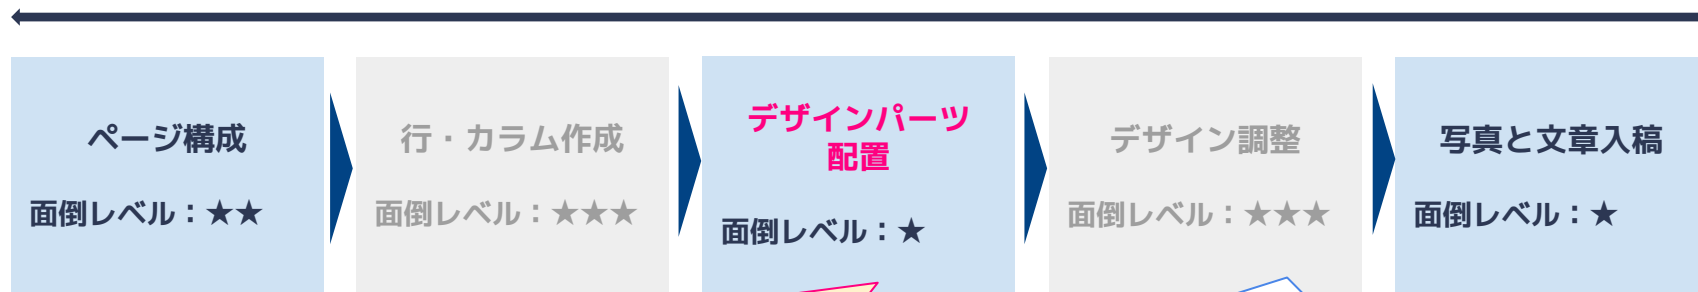 ページ構成
面倒レベル：★★
行・カラム作成
面倒レベル：★★★
デザインパーツ
配置
面倒レベル：★
デザイン調整
面倒レベル：★★★
写真と文章入稿
面倒レベル：★